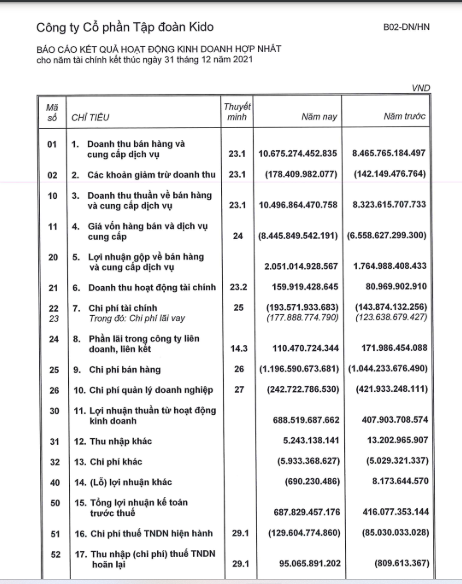 Công ty Cổ phần Tập đoàn Kido B02-DN/HN
BÁO CÁO KẾT QUẢ HOẠT ĐỘNG KINH DOANH HỢP NHẤT
cho năm tài chính kết thúc ngày 31 tháng 12 năm 2021
VND
Mã số CHỈ TIÊU Thuyết minh Năm nay Năm trước
01 1. Doanh thu bán hàng và
cung cấp dịch vụ 23.1 10.675.274.452.835 8.465.765.184.497
02 2. Các khoản giảm trừ doanh thu 23.1 (178.409.982.077) (142.149.476.764)
10 3. Doanh thu thuần về bán hàng
và cung cấp dịch vụ 23.1 10.496.864.470.758 8.323.615.707.733
11 4. Giá vốn hàng bán và dịch vụ
cung cấp 24 (8.445.849.542.191) (6.558.627.299.300)
20 5. Lợi nhuận gộp về bán hàng
và cung cấp dịch vụ 2.051.014.928.567 1.764.988.408.433
21 6. Doanh thu hoạt động tài chính 23.2 159.919.428.645 80.969.902.910
22 7. Chi phí tài chính 25 (193.571.933.683) (143.874.132.256)
23 Trong đó: Chi phí lãi vay (177.888.774.790) (123.638.679.427)
24 8. Phần lãi trong công ty liên
doanh, liên kết 14.3 110.470.724.344 171.986.454.088
25 9. Chi phí bán hàng 26 (1.196.590.673.681) (1.044.233.676.490)
26 10. Chi phí quản lý doanh nghiệp 27 (242.722.786.530) (421.933.248.111)
30 11. Lợi nhuận thuần từ hoạt động
kinh doanh 688.519.687.662 407.903.708.574
31 12. Thu nhập khác 5.243.138.141 13.202.965.907
32 13. Chi phí khác (5.933.368.627) (5.029.321.337)
40 14. (Lỗ) lợi nhuận khác (690.230.486) 8.173.644.570
50 15. Tổng lợi nhuận kế toán
trước thuế 687.829.457.176 416.077.353.144
51 16. Chi phí thuế TNDN hiện hành 29.1 (129.604.774.860) (85.030.033.028)
52 17. Thu nhập (chi phí) thuế TNDN
hoãn lại 29.1 95.065.891.202 (809.613.367)